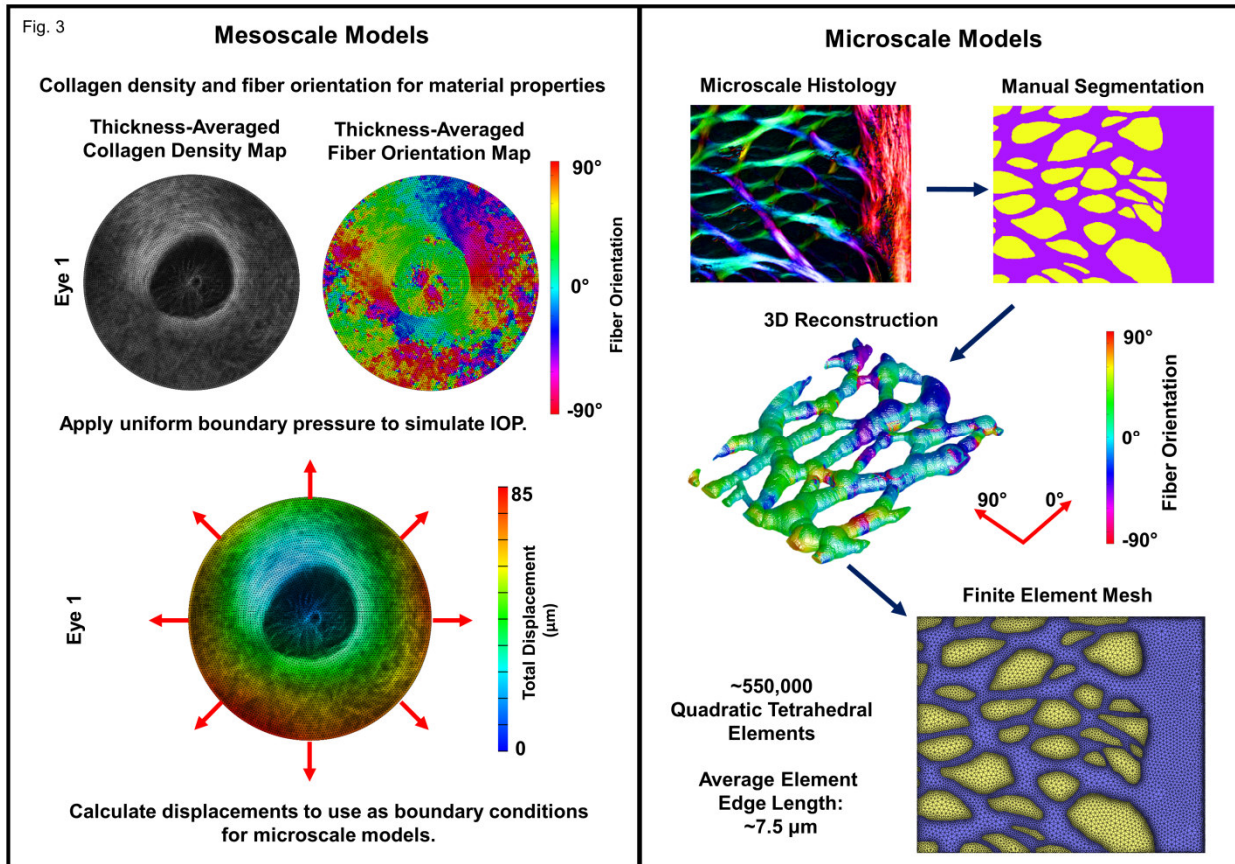 Fig. 3
Mesoscale Models
Collagen density and fiber orientation for material properties
Thickness-Averaged
Collagen Density Map
Thickness-Averaged
Fiber Orientation Map
Eye 1
90°
0°
-90°
Fiber Orientation
Apply uniform boundary pressure to simulate IOP.
Eye 1
85
0
Total Displacement
(µm)
Calculate displacements to use as boundary conditions
for microscale models.
Microscale Models
Microscale Histology
Manual Segmentation
3D Reconstruction
90°
0°
-90°
Fiber Orientation
90°
0°
Finite Element Mesh
~550,000
Quadratic Tetrahedral
Elements
Average Element
Edge Length:
~7.5 µm